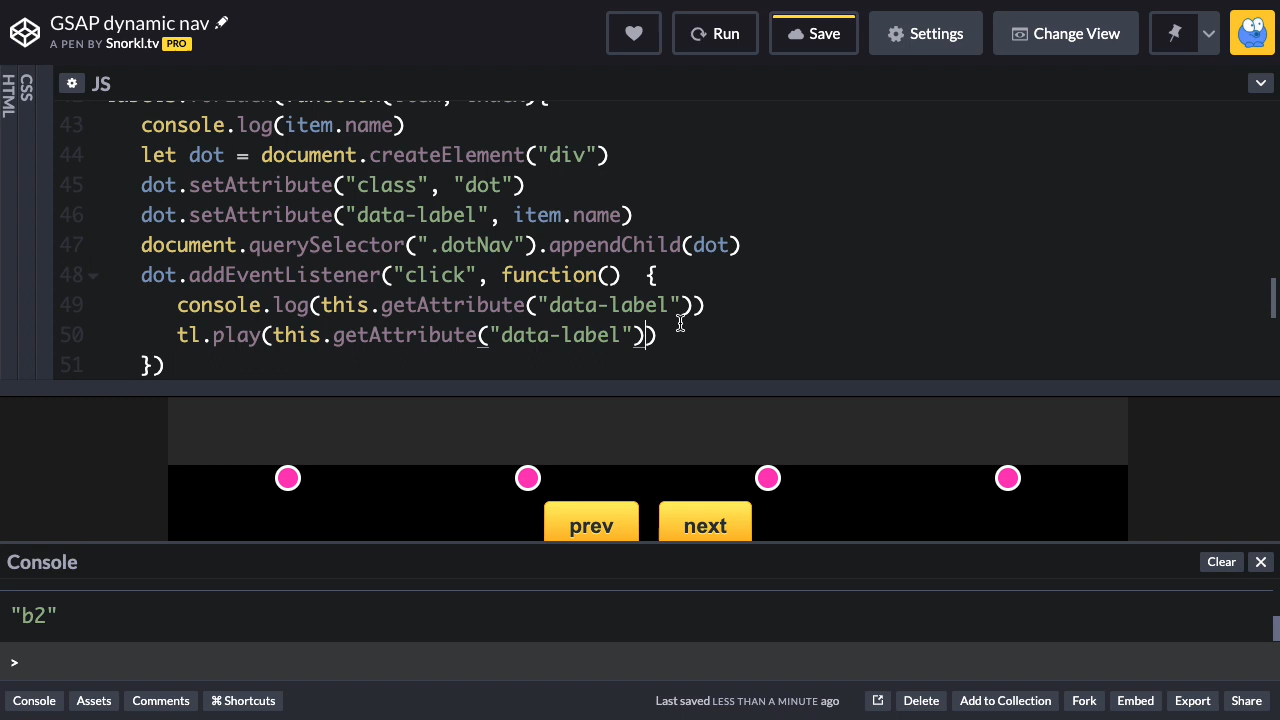 GSAP dynamic nav
A PEN BY Snorkl.tv PRO
Run
Save
Settings
Change View
HTML
CSS
JS
43 console.log(item.name)
44 let dot = document.createElement("div")
45 dot.setAttribute("class", "dot")
46 dot.setAttribute("data-label", item.name)
47 document.querySelector(".dotNav").appendChild(dot)
48 dot.addEventListener("click", function()  {
49 console.log(this.getAttribute("data-label"))
50 tl.play(this.getAttribute("data-label"))
51 })
prev
next
Console
Clear
"b2"
>
Console Assets Comments ⌘ Shortcuts Last saved LESS THAN A MINUTE ago Delete Add to Collection Fork Embed Export Share